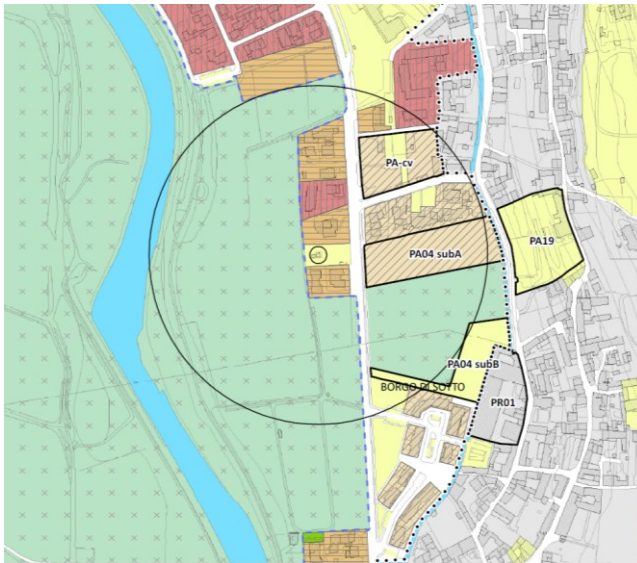 PA-cv
PA19
PA04 subA
PA04 subB
BORGO DI SOTTO
PR01